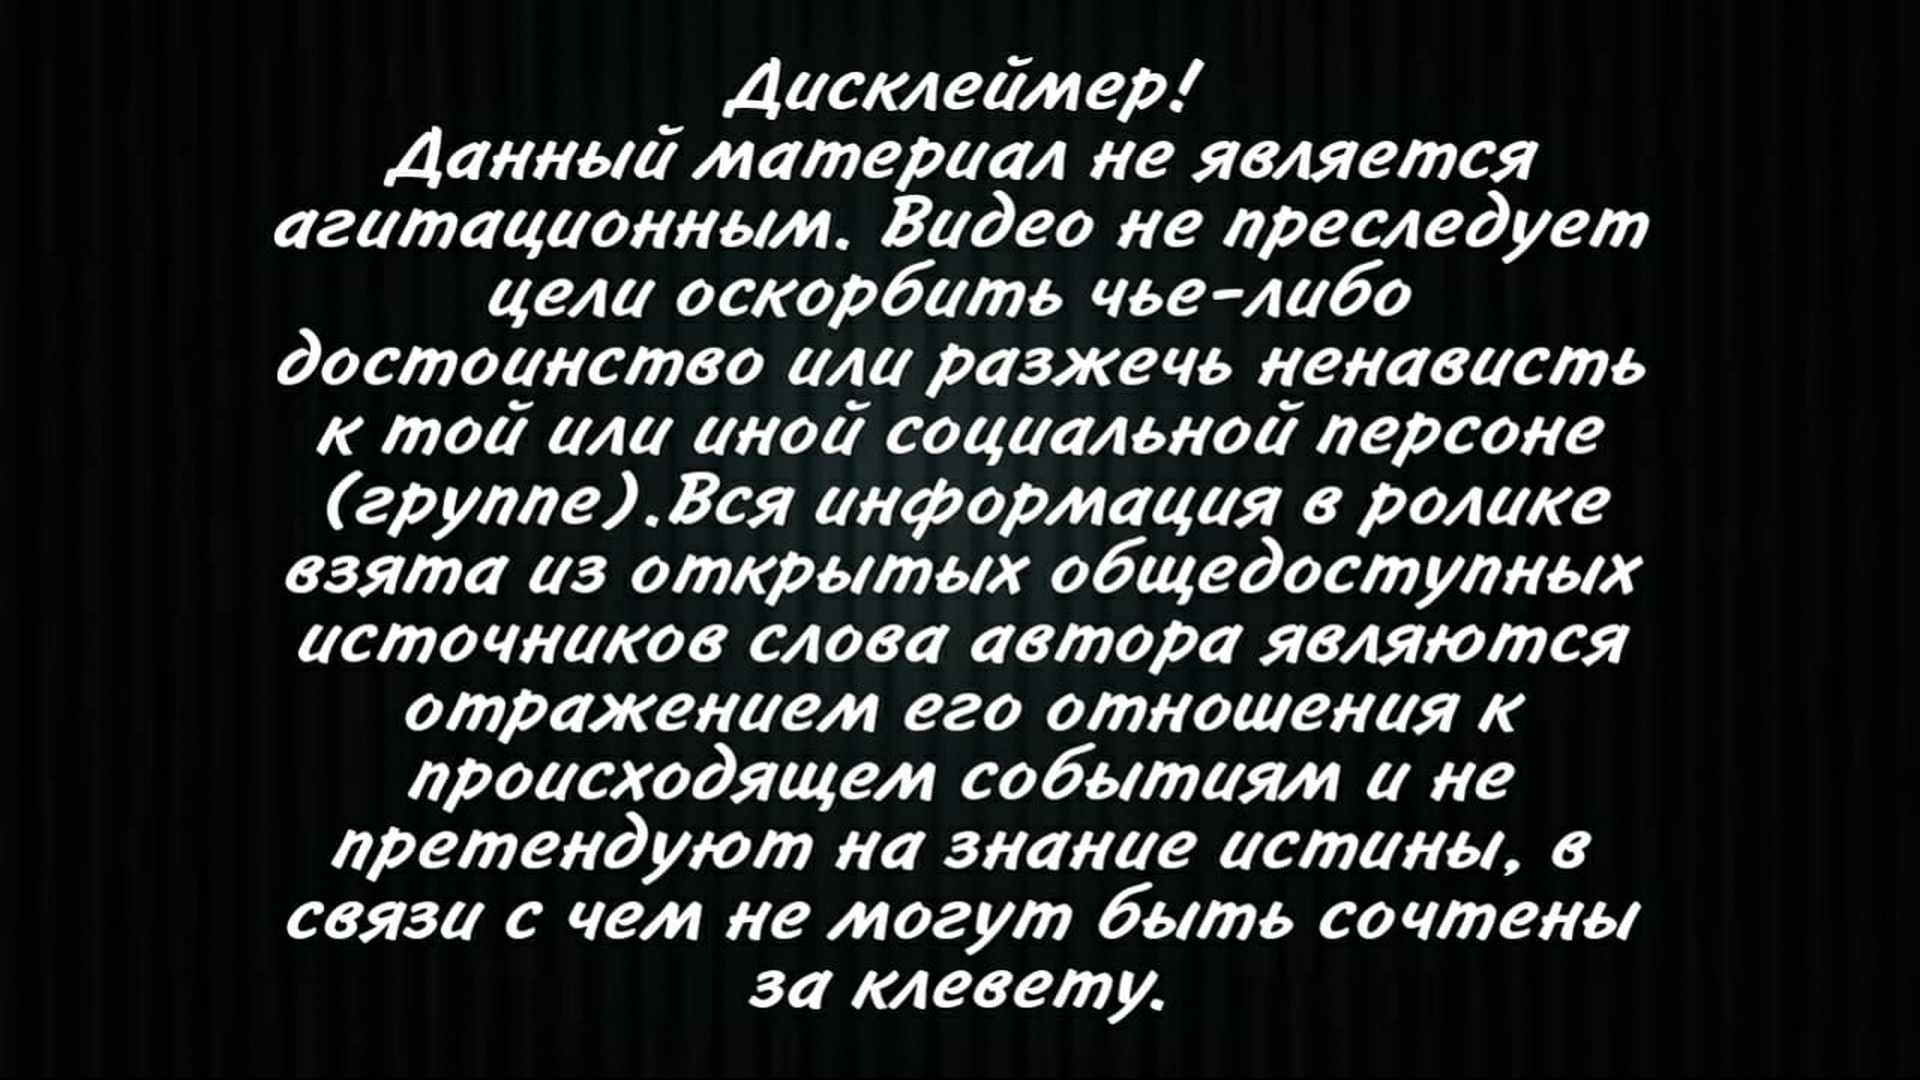 Дисклеймер!
Данный материал не является
агитационным. Видео не преследует
цели оскорбить чье-либо
достоинство или разжечь ненависть
к той или иной социальной персоне
(группе).Вся информация в ролике
взята из открытых общедоступных
источников слова автора являются
отражением его отношения к
происходящем событиям и не
претендуют на знание истины, в
связи с чем не могут быть сочтены
за клевету.